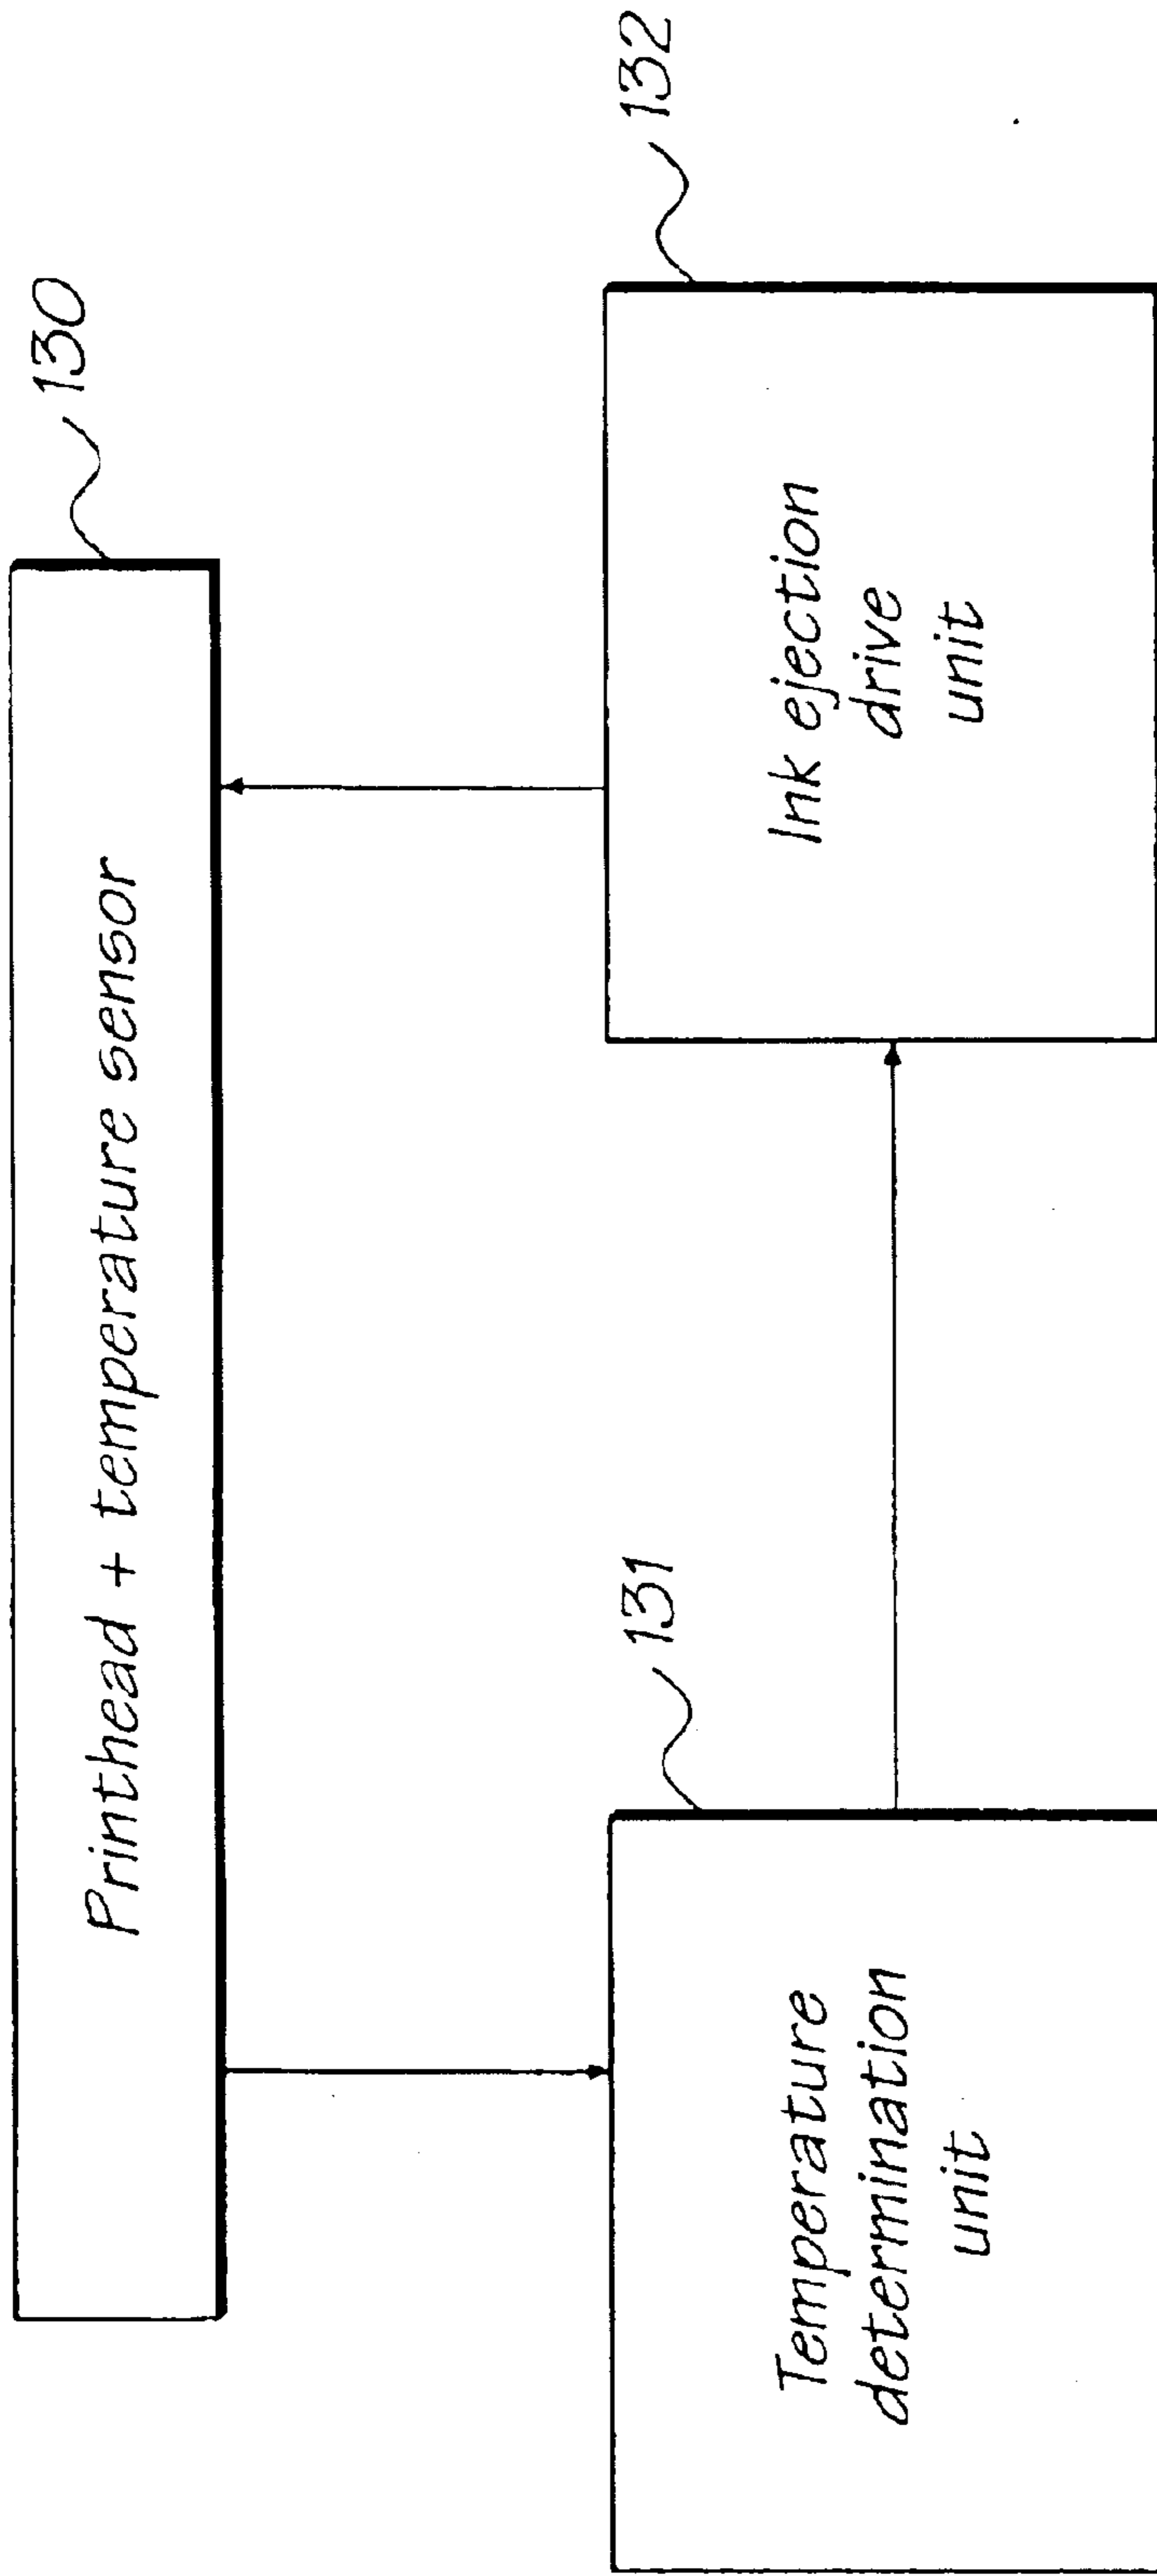 Printhead + temperature sensor
130
Temperature
determination
unit
131
Ink ejection
drive
unit
132